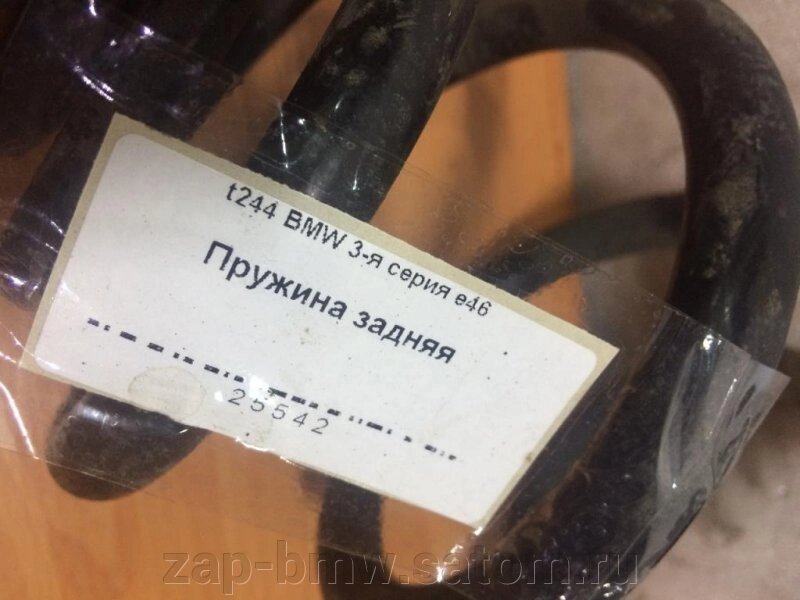 t244 BMW 3-я серия e46
Пружина задняя
25542
zap-bmw.satom.ru